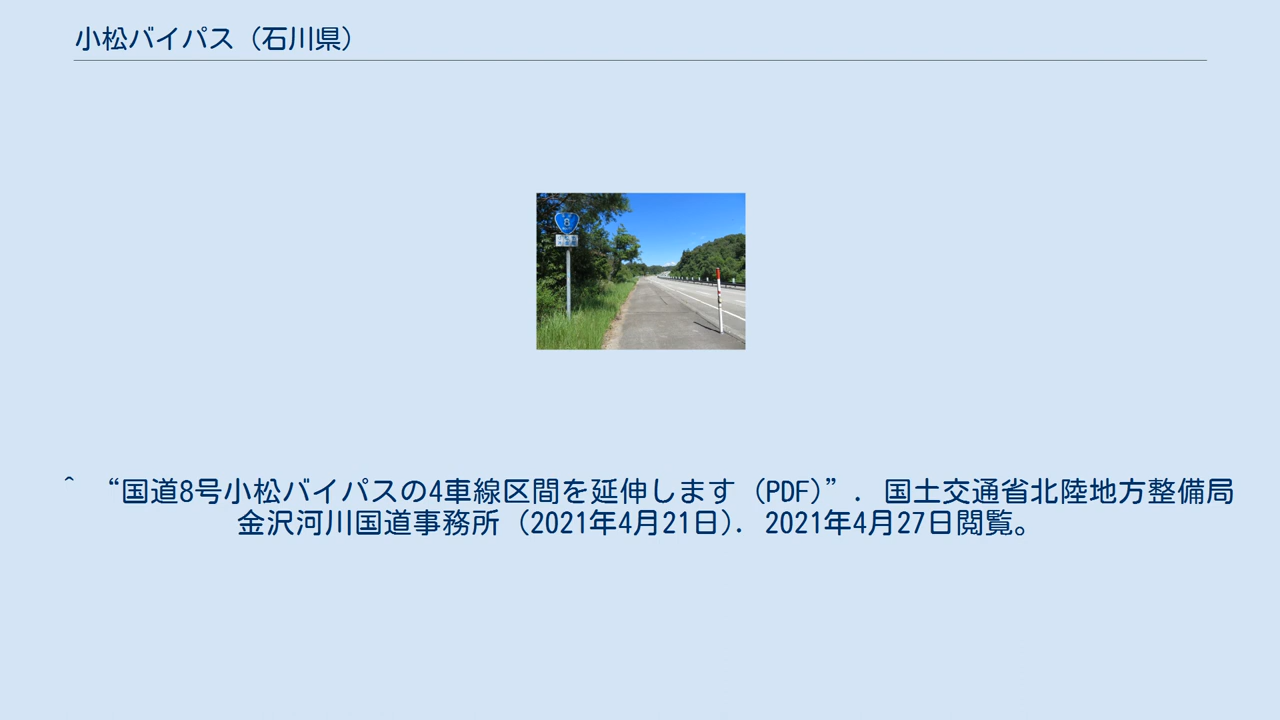 小松バイパス（石川県）
8
^ “国道8号小松バイパスの4車線区間を延伸します（PDF）”. 国土交通省北陸地方整備局
金沢河川国道事務所（2021年4月21日）. 2021年4月27日閲覧。